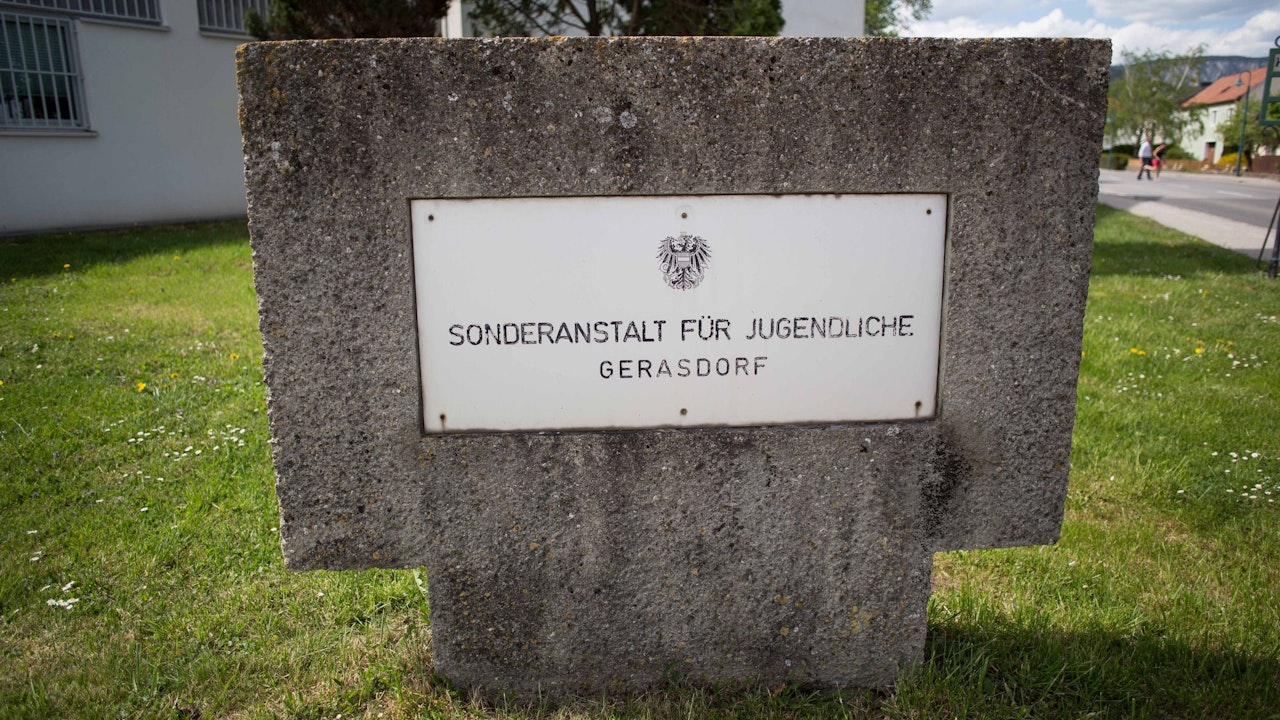 SONDERANSTALT FÜR JUGENDLICHE
GERASDORF